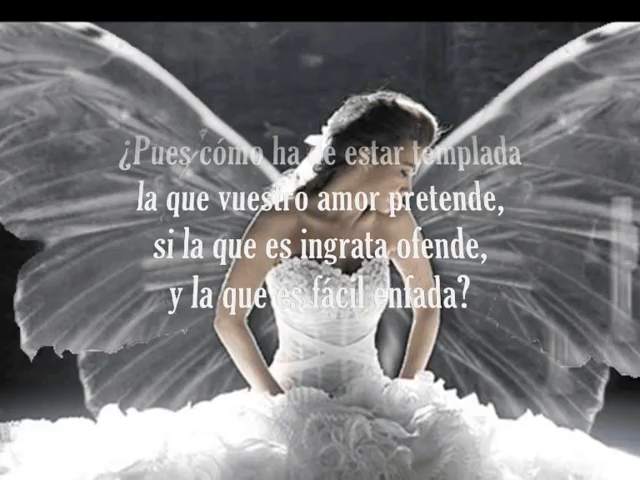 ¿Pues cómo ha de estar templada
la que vuestro amor pretende,
si la que es ingrata ofende,
y la que es fácil enfada?